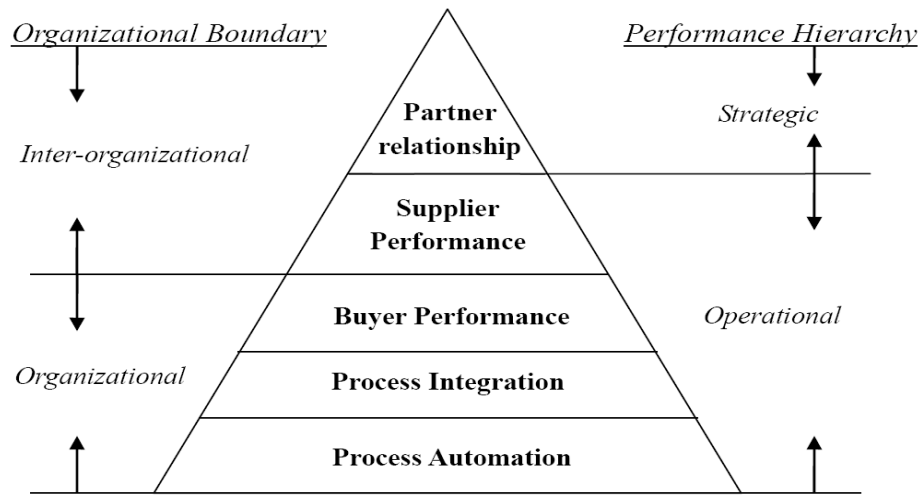 Organizational Boundary
Performance Hierarchy
Partner
relationship
Strategic
Inter-organizational
Supplier
Performance
Buyer Performance
Operational
Organizational
Process Integration
Process Automation